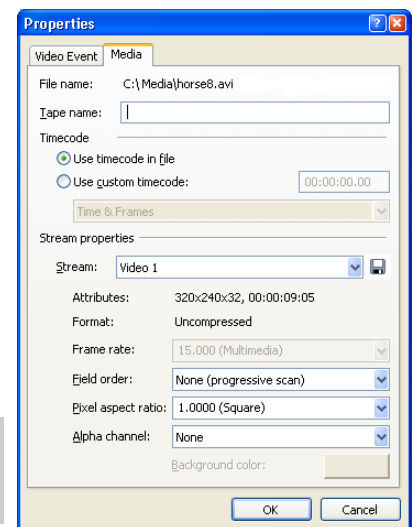 Properties
Video Event Media
File name: C:\Media\horse8.avi
Tape name:
Timecode
Use timecode in file
Use custom timecode: 00:00:00.00
Time & Frames
Stream properties
Stream: Video 1
Attributes: 320x240x32, 00:00:09:05
Format: Uncompressed
Frame rate: 15.000 (Multimedia)
Field order: None (progressive scan)
Pixel aspect ratio: 1.0000 (Square)
Alpha channel: None
Background color:
OK Cancel